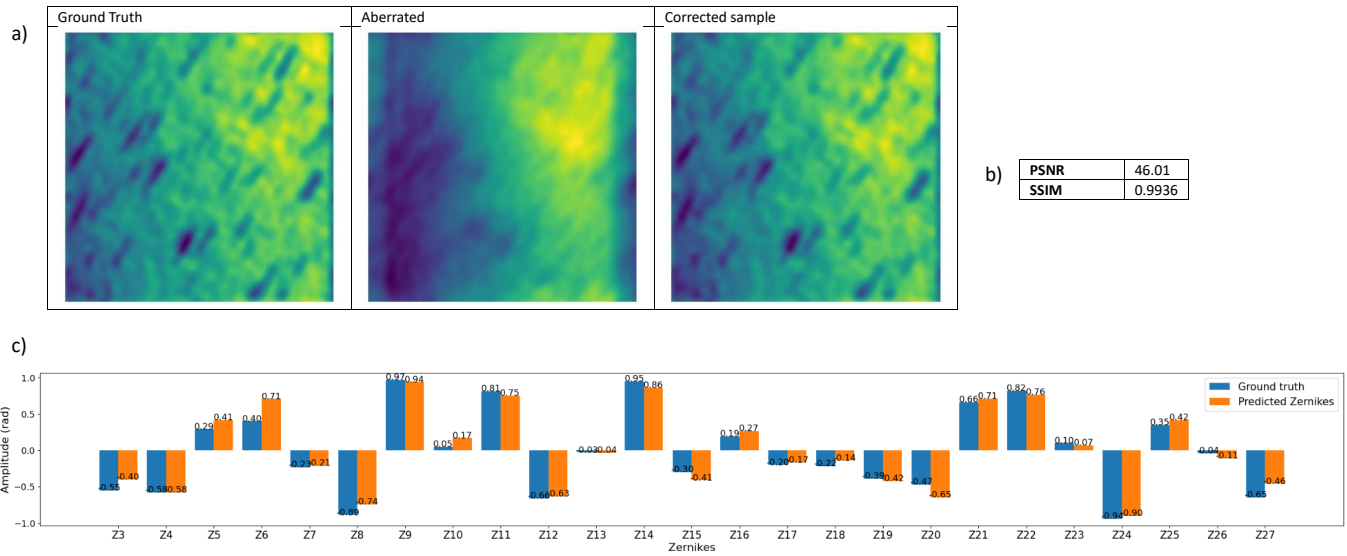 a)
Ground Truth
Aberrated
Corrected sample
b)
PSNR 46.01
SSIM 0.9936
c)
Amplitude (rad)
1.0
0.5
0.0
−0.5
−1.0
Ground truth
Predicted Zernikes
-0.55 -0.40
-0.58 -0.58
0.29 0.41
0.40 0.71
-0.23 -0.21
-0.89 -0.74
0.97 0.94
0.05 0.17
0.81 0.75
-0.66 -0.63
-0.03 -0.04
0.95 0.86
-0.30 -0.41
0.19 0.27
-0.20 -0.17
-0.22 -0.14
-0.39 -0.42
-0.47 -0.65
0.66 0.71
0.82 0.76
0.10 0.07
-0.94 -0.90
0.35 0.42
-0.04 -0.11
-0.65 -0.46
Z3 Z4 Z5 Z6 Z7 Z8 Z9 Z10 Z11 Z12 Z13 Z14 Z15 Z16 Z17 Z18 Z19 Z20 Z21 Z22 Z23 Z24 Z25 Z26 Z27
Zernikes